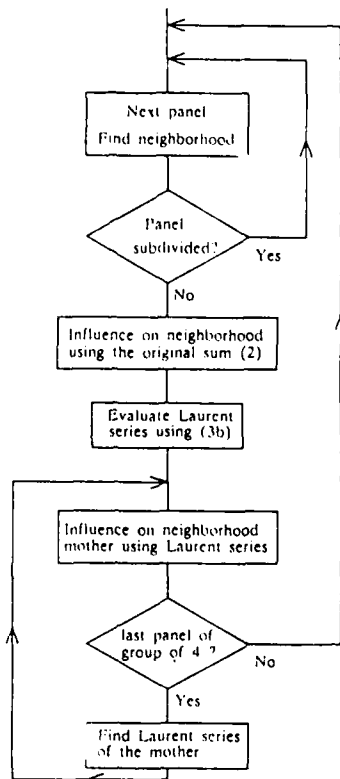 Next panel
Find neighborhood
Panel
subdivided?
Yes
No
Influence on neighborhood
using the original sum (2)
Evaluate Laurent
series using (3b)
Influence on neighborhood
mother using Laurent series
last panel of
group of 4 ?
No
Yes
Find Laurent series
of the mother